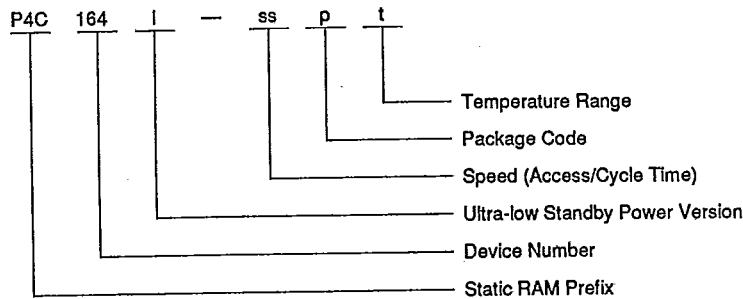 P4C 164 l — ss p t
Temperature Range
Package Code
Speed (Access/Cycle Time)
Ultra-low Standby Power Version
Device Number
Static RAM Prefix